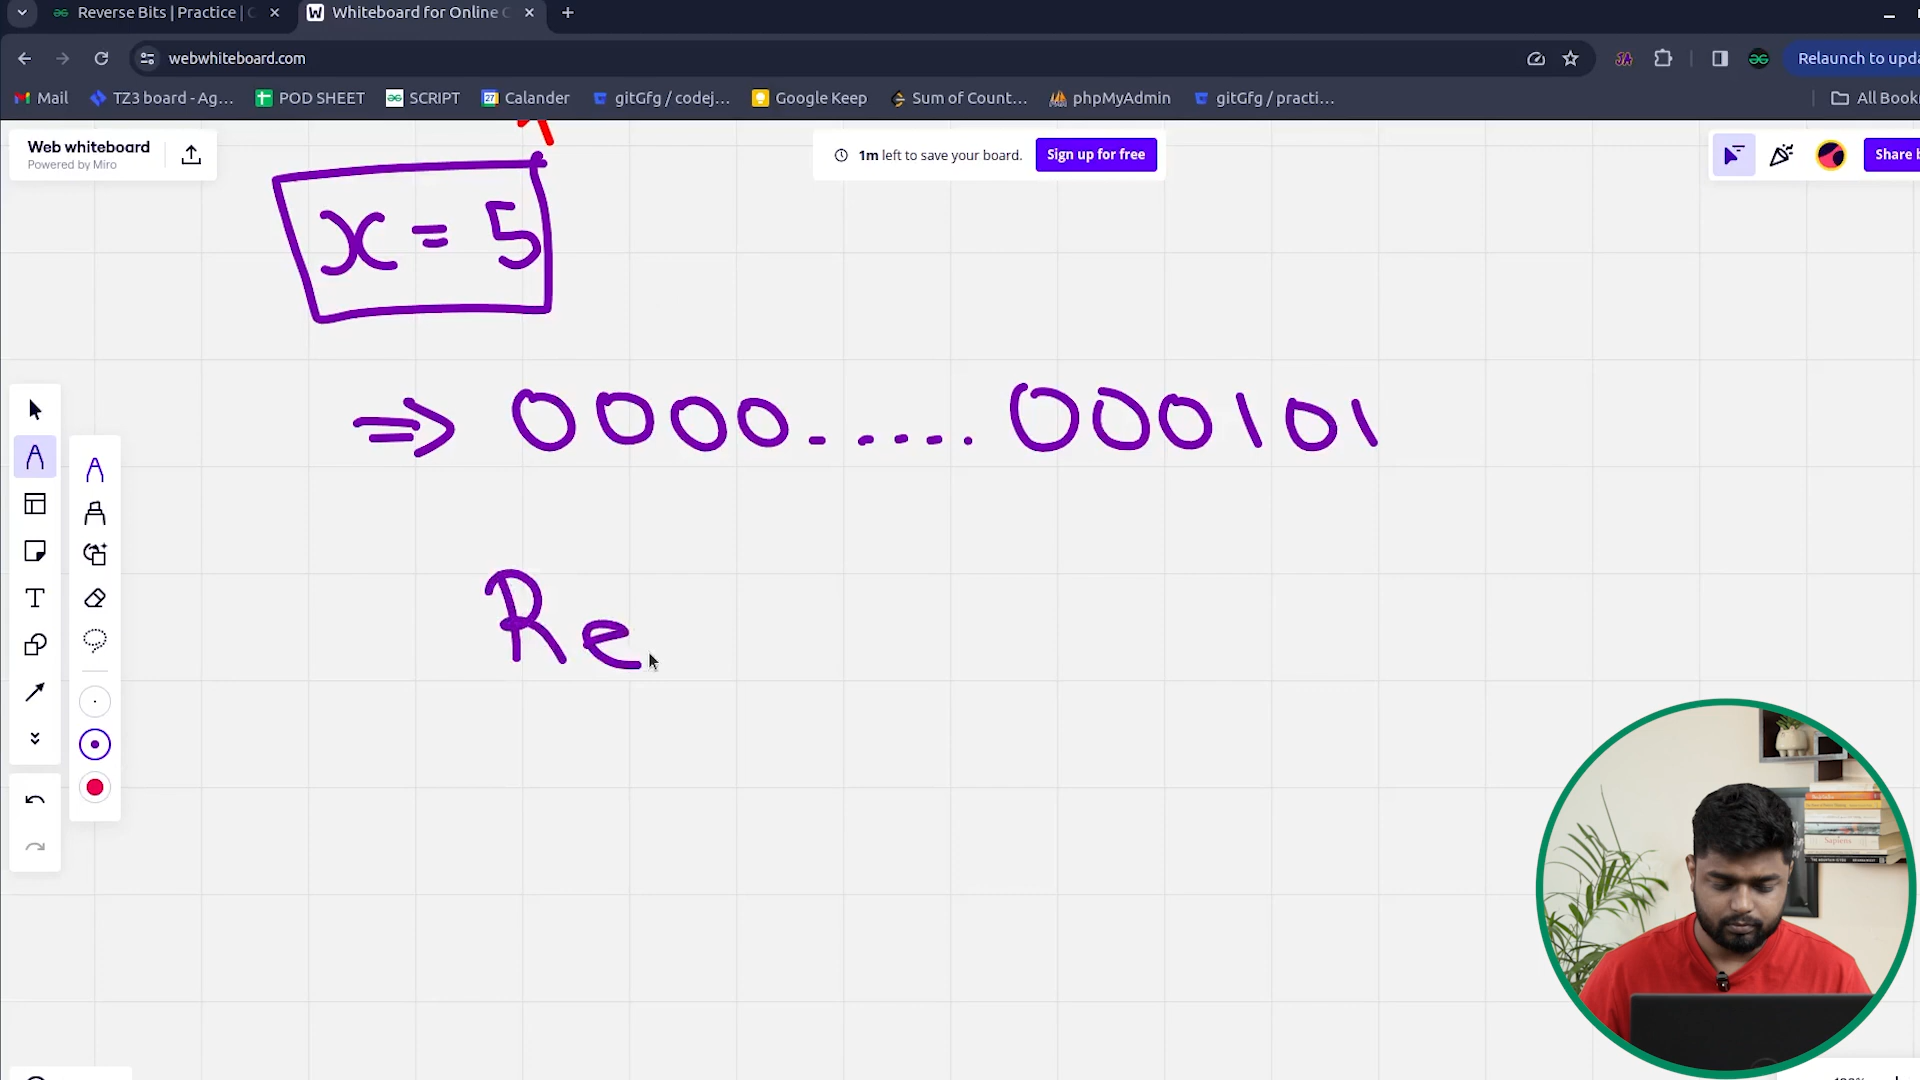 Reverse Bits | Practice |
Whiteboard for Online
webwhiteboard.com
Relaunch to upda
Mail
TZ3 board - Ag...
POD SHEET
SCRIPT
27
Calander
gitGfg / codej...
Google Keep
Sum of Count...
phpMyAdmin
gitGfg / practi...
All Book
Web whiteboard
Powered by Miro
1m left to save your board.
Sign up for free
Share
x = 5
⇒ 0000......000101
Re